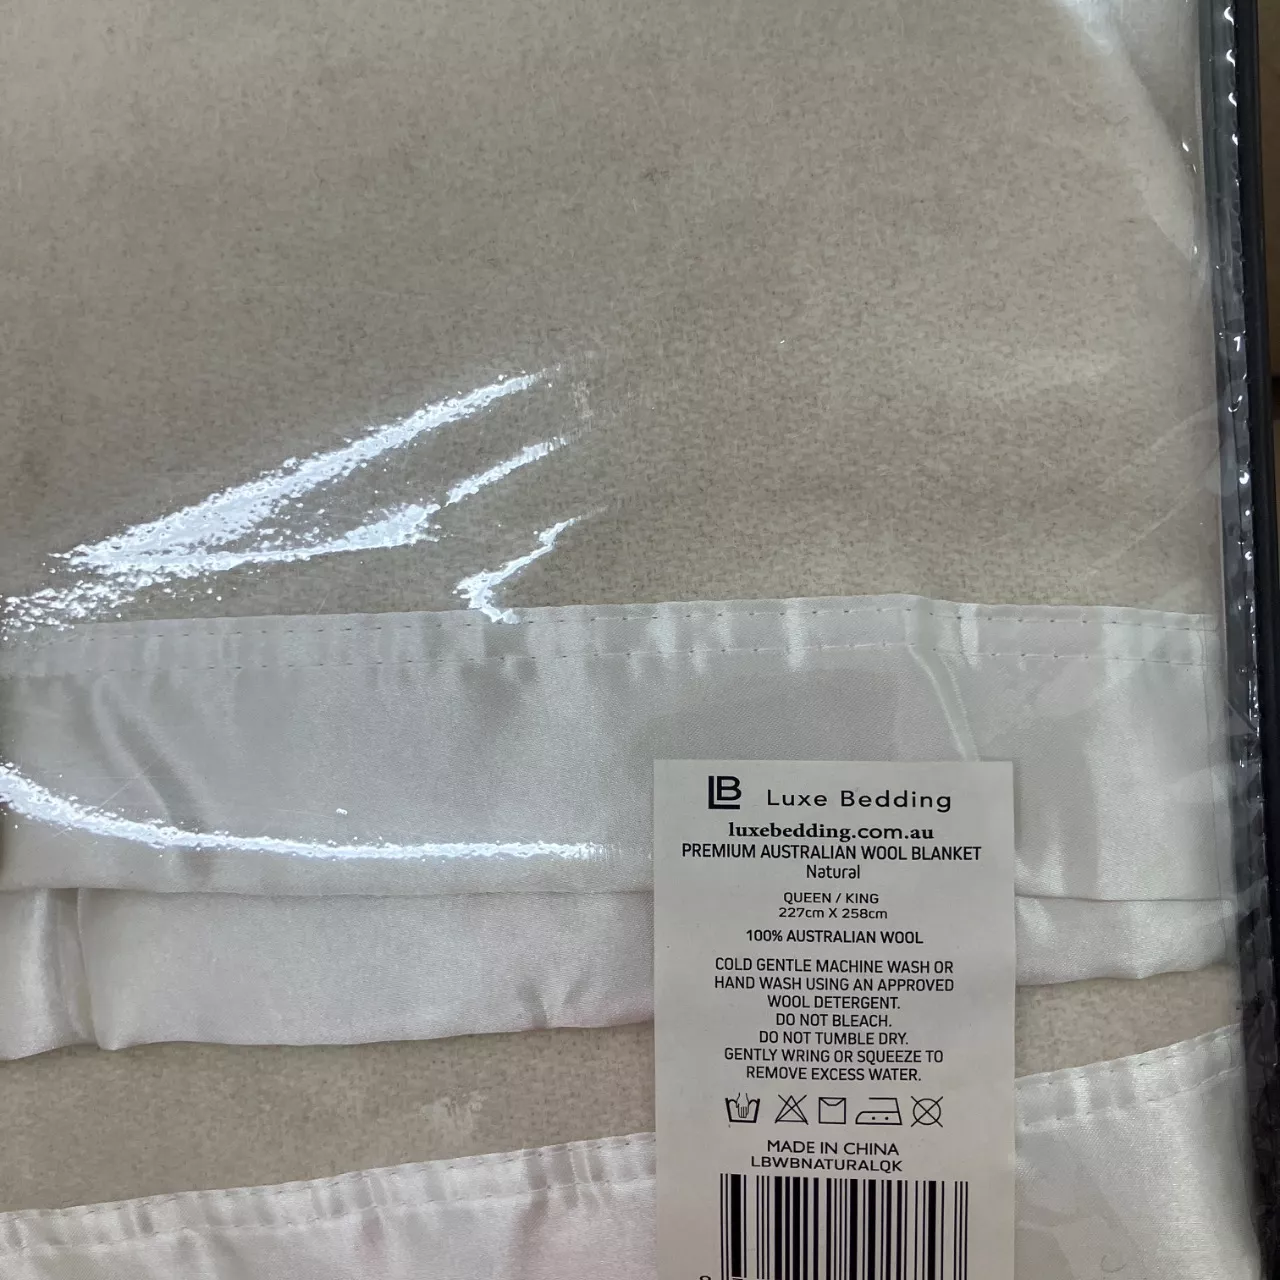 LB Luxe Bedding
luxebedding.com.au
PREMIUM AUSTRALIAN WOOL BLANKET
Natural
QUEEN / KING
227cm X 258cm
100% AUSTRALIAN WOOL
COLD GENTLE MACHINE WASH OR
HAND WASH USING AN APPROVED
WOOL DETERGENT.
DO NOT BLEACH.
DO NOT TUMBLE DRY.
GENTLY WRING OR SQUEEZE TO
REMOVE EXCESS WATER.
MADE IN CHINA
LBWBNATURALQK